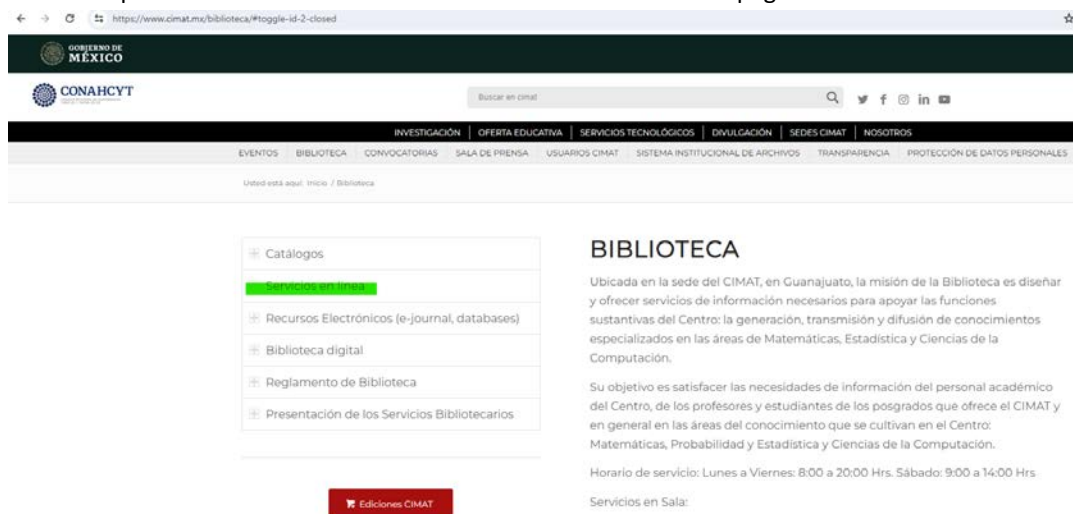 https://www.cimat.mx/biblioteca/#toggle-id-2-closed
GOBIERNO DE
MÉXICO
CONAHCYT
Buscar en cimat
INVESTIGACIÓN | OFERTA EDUCATIVA | SERVICIOS TECNOLÓGICOS | DIVULGACIÓN | SEDES CIMAT | NOSOTROS
EVENTOS BIBLIOTECA CONVOCATORIAS SALA DE PRENSA USUARIOS CIMAT SISTEMA INSTITUCIONAL DE ARCHIVOS TRANSPARENCIA PROTECCIÓN DE DATOS PERSONALES
Usted está aquí: Inicio / Biblioteca
Catálogos
Servicios en línea
Recursos Electrónicos (e-journal, databases)
Biblioteca digital
Reglamento de Biblioteca
Presentación de los Servicios Bibliotecarios
Ediciones CIMAT
BIBLIOTECA
Ubicada en la sede del CIMAT, en Guanajuato, la misión de la Biblioteca es diseñar
y ofrecer servicios de información necesarios para apoyar las funciones
sustantivas del Centro: la generación, transmisión y difusión de conocimientos
especializados en las áreas de Matemáticas, Estadística y Ciencias de la
Computación.
Su objetivo es satisfacer las necesidades de información del personal académico
del Centro, de los profesores y estudiantes de los posgrados que ofrece el CIMAT y
en general en las áreas del conocimiento que se cultivan en el Centro:
Matemáticas, Probabilidad y Estadística y Ciencias de la Computación.
Horario de servicio: Lunes a Viernes: 8:00 a 20:00 Hrs. Sábado: 9:00 a 14:00 Hrs
Servicios en Sala: